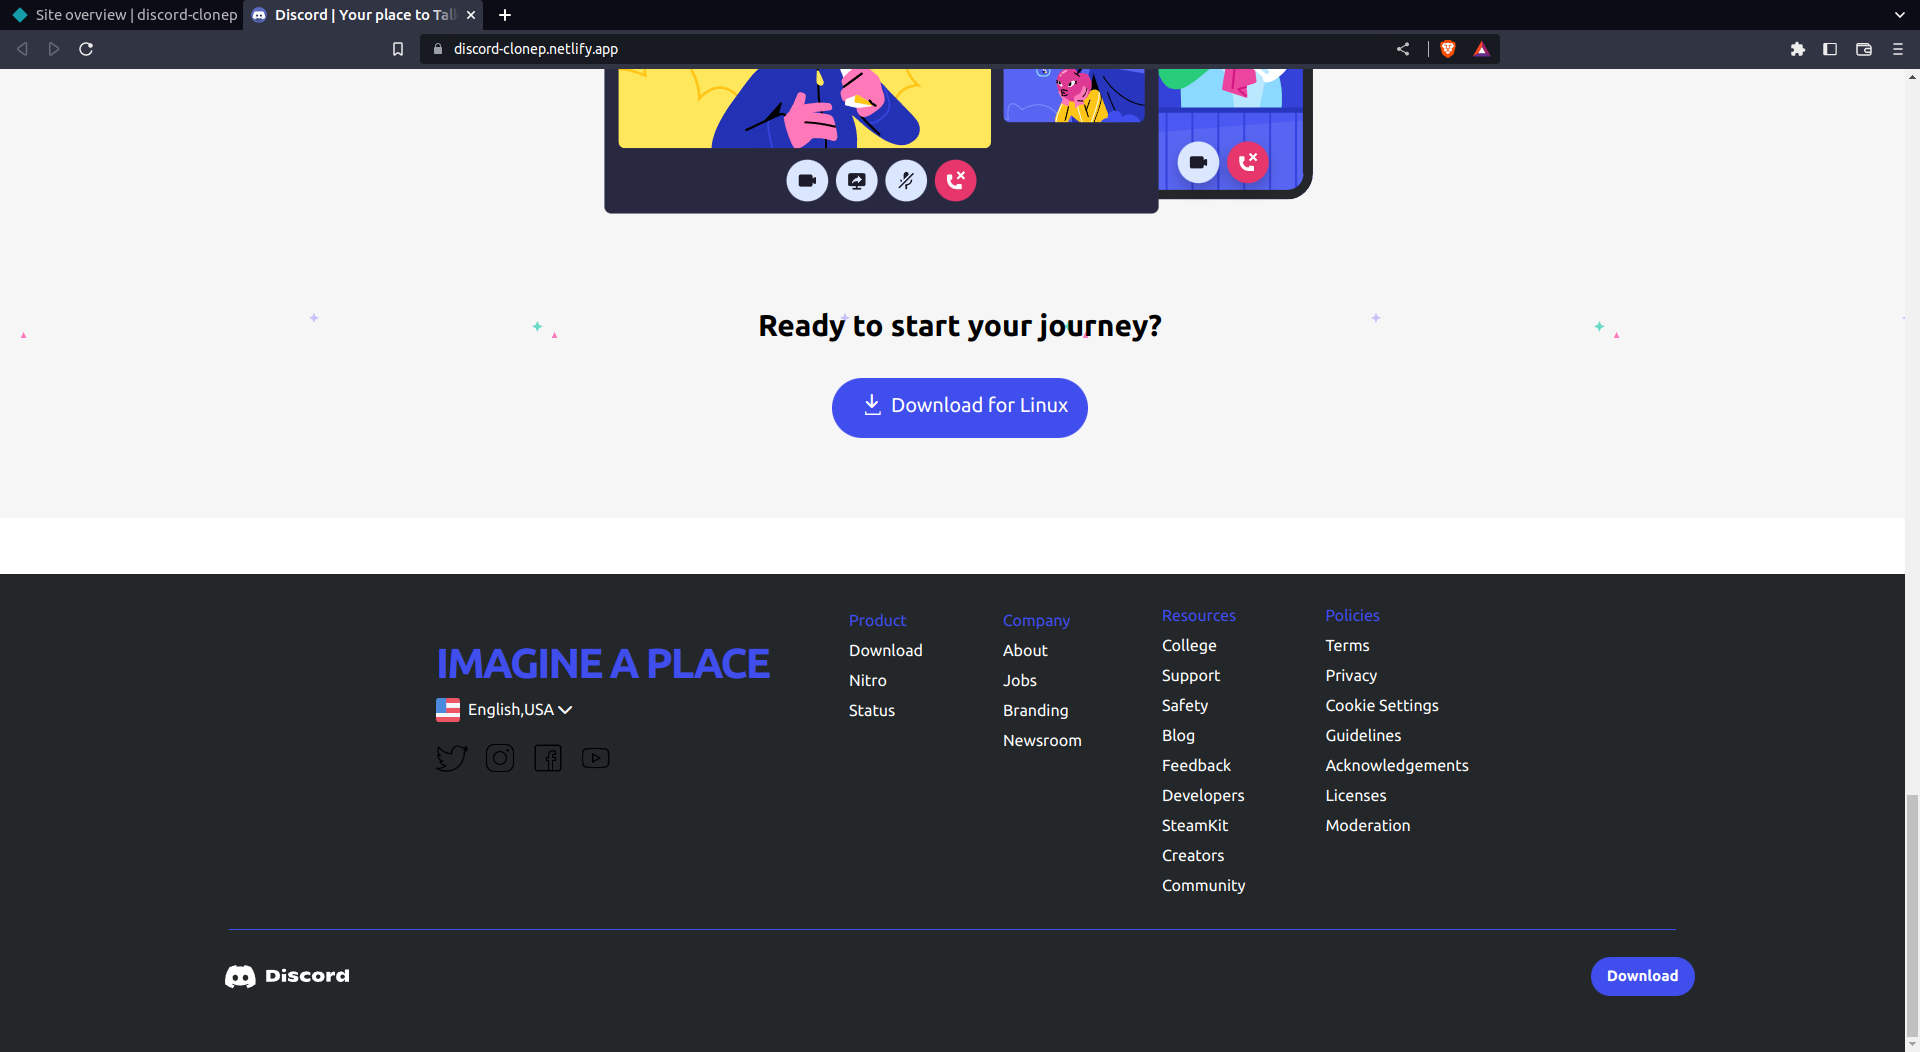 Site overview | discord-clonep
Discord | Your place to Tal
discord-clonep.netlify.app
Ready to start your journey?
Download for Linux
IMAGINE A PLACE
English,USA
Product
Download
Nitro
Status
Company
About
Jobs
Branding
Newsroom
Resources
College
Support
Safety
Blog
Feedback
Developers
SteamKit
Creators
Community
Policies
Terms
Privacy
Cookie Settings
Guidelines
Acknowledgements
Licenses
Moderation
Discord
Download